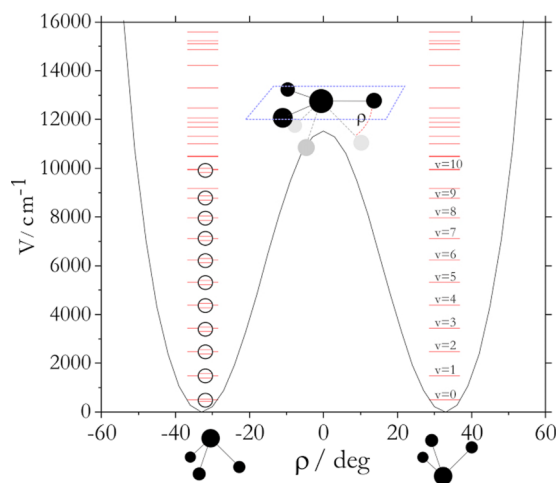 16000
14000
12000
10000
8000
6000
4000
2000
0
V/ cm⁻¹
ρ
v=10
v=9
v=8
v=7
v=6
v=5
v=4
v=3
v=2
v=1
v=0
-60 -40 -20 0 20 40 60
ρ / deg